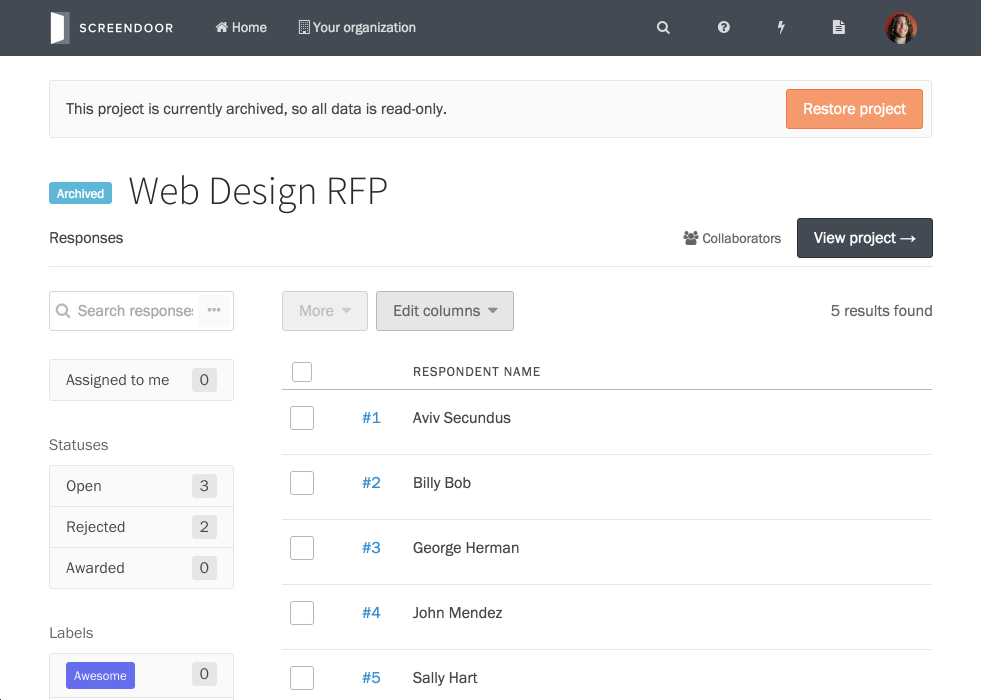 SCREENDOOR Home Your organization
This project is currently archived, so all data is read-only. Restore project
Archived Web Design RFP
Responses Collaborators View project →
Search responses ••• More Edit columns 5 results found
Assigned to me 0
RESPONDENT NAME
#1 Aviv Secundus
Statuses
Open 3
#2 Billy Bob
Rejected 2
#3 George Herman
Awarded 0
#4 John Mendez
Labels
Awesome 0
#5 Sally Hart